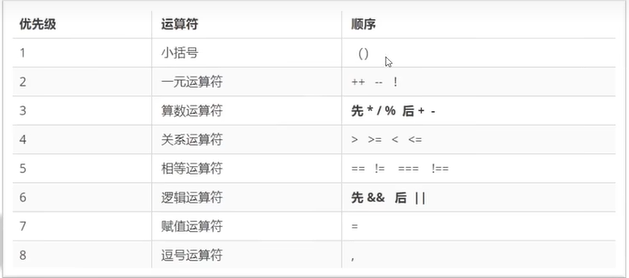 优先级 运算符 顺序
1 小括号 ()
2 一元运算符 ++ -- !
3 算数运算符 先 * / % 后 + -
4 关系运算符 > >= < <=
5 相等运算符 == != === !==
6 逻辑运算符 先 && 后 ||
7 赋值运算符 =
8 逗号运算符 ,